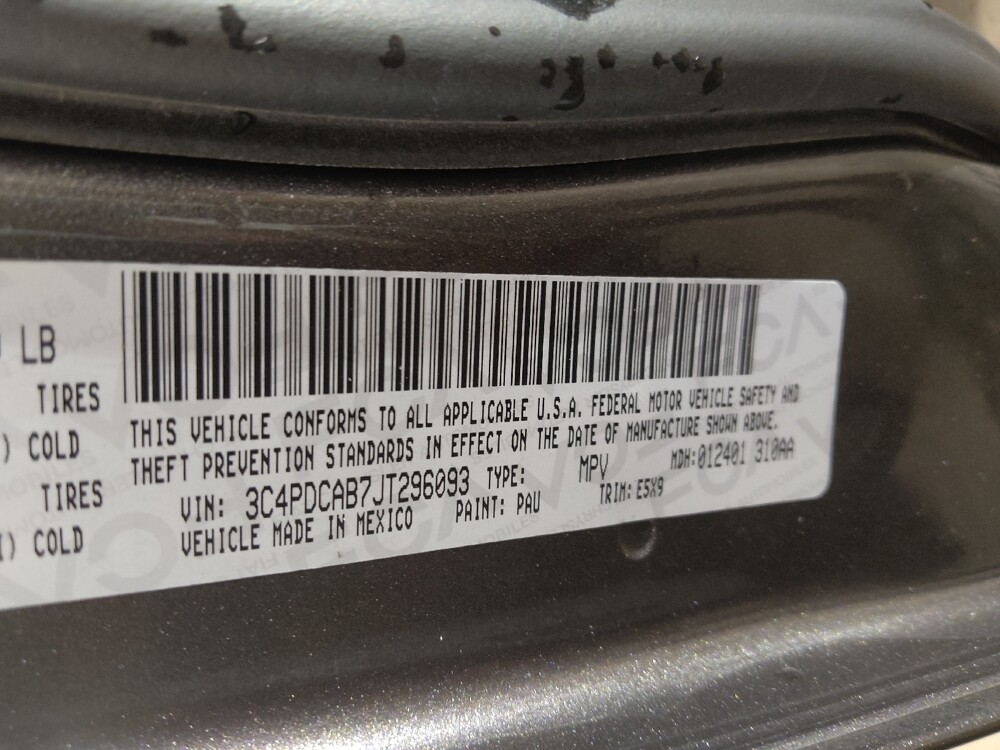 LB
TIRES
) COLD
TIRES
) COLD
THIS VEHICLE CONFORMS TO ALL APPLICABLE U.S.A. FEDERAL MOTOR VEHICLE SAFETY AND
THEFT PREVENTION STANDARDS IN EFFECT ON THE DATE OF MANUFACTURE SHOWN ABOVE.
VIN: 3C4PDCAB7JT296093 TYPE: MPV MDH:012401 310AA
VEHICLE MADE IN MEXICO PAINT: PAU TRIM: E5X9